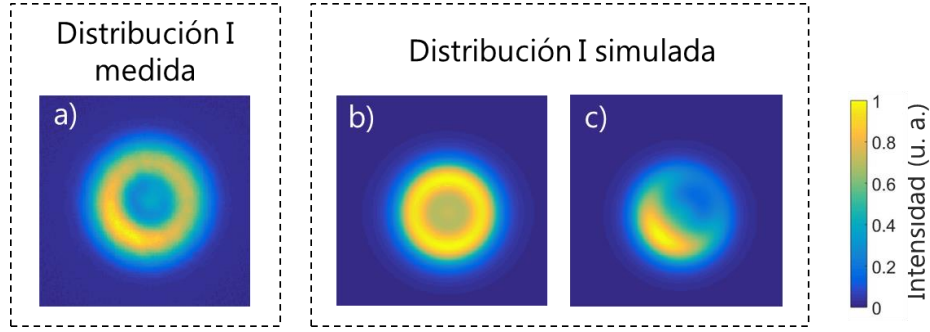 Distribución I
medida
Distribución I simulada
a)
b)
c)
1
0.8
0.6
0.4
0.2
0
Intensidad (u. a.)